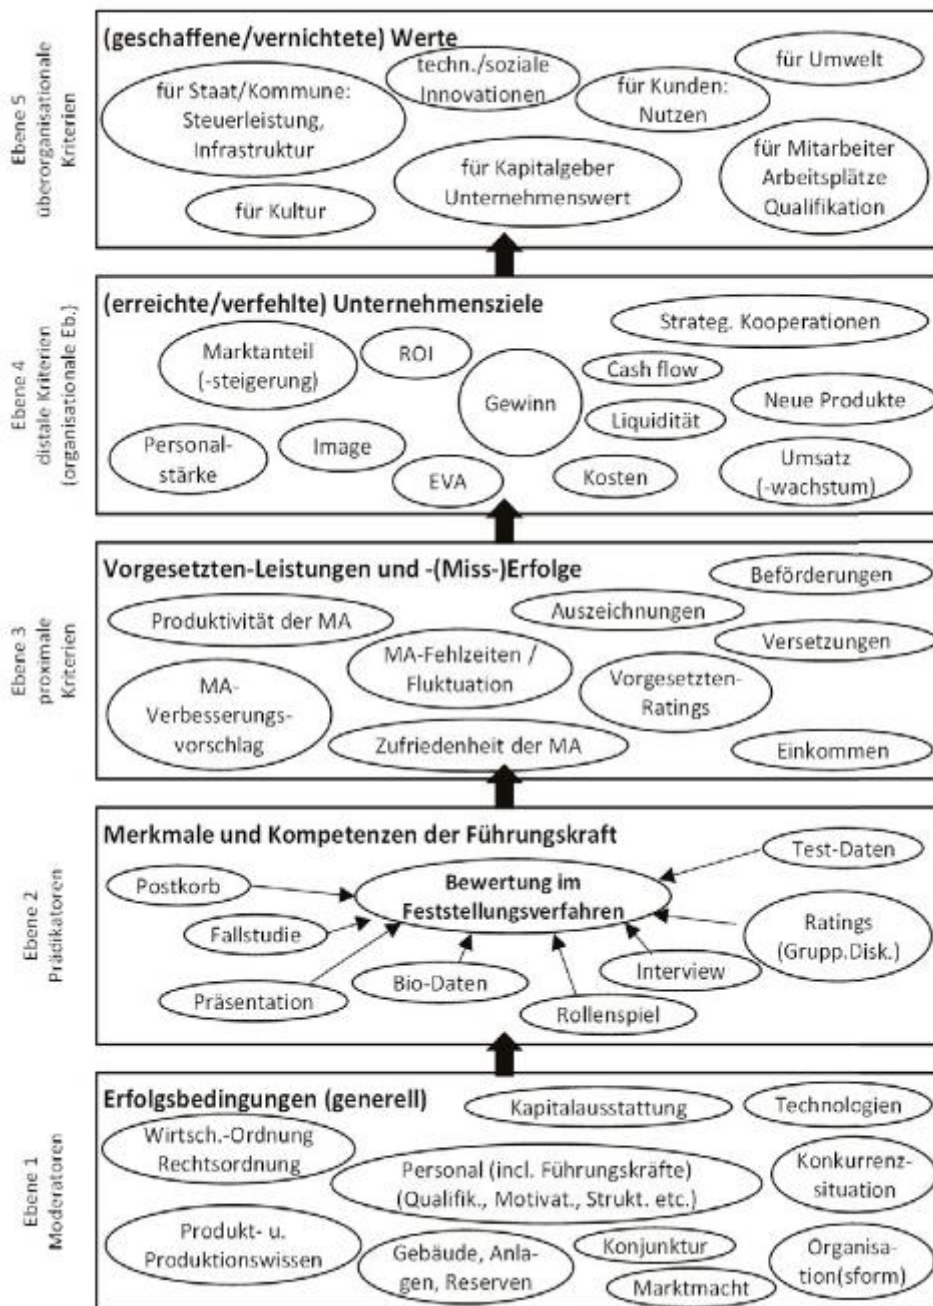 Ebene 5
überorganisationale
Kriterien
(geschaffene/vernichtete) Werte
für Staat/Kommune:
Steuerleistung,
Infrastruktur
techn./soziale
Innovationen
für Kunden:
Nutzen
für Umwelt
für Kultur
für Kapitalgeber
Unternehmenswert
für Mitarbeiter
Arbeitsplätze
Qualifikation
Ebene 4
distale Kriterien
(organisationale Eb.)
(erreichte/verfehlte) Unternehmensziele
Strateg. Kooperationen
Marktanteil
(-steigerung)
ROI
Gewinn
Cash flow
Neue Produkte
Liquidität
Personal-
stärke
Image
EVA
Kosten
Umsatz
(-wachstum)
Ebene 3
proximale
Kriterien
Vorgesetzten-Leistungen und -(Miss-)Erfolge
Beförderungen
Produktivität der MA
Auszeichnungen
Versetzungen
MA-Fehlzeiten /
Fluktuation
Vorgesetzten-
Ratings
MA-
Verbesserungs-
vorschlag
Zufriedenheit der MA
Einkommen
Ebene 2
Prädikatoren
Merkmale und Kompetenzen der Führungskraft
Test-Daten
Postkorb
Bewertung im
Feststellungsverfahren
Fallstudie
Ratings
(Grupp.Disk.)
Präsentation
Bio-Daten
Interview
Rollenspiel
Ebene 1
Moderatoren
Erfolgsbedingungen (generell)
Kapitalausstattung
Technologien
Wirtsch.-Ordnung
Rechtsordnung
Personal (incl. Führungskräfte)
(Qualifik., Motivat., Strukt. etc.)
Konkurrenz-
situation
Produkt- u.
Produktionswissen
Gebäude, Anla-
gen, Reserven
Konjunktur
Marktmacht
Organisa-
tion(sform)